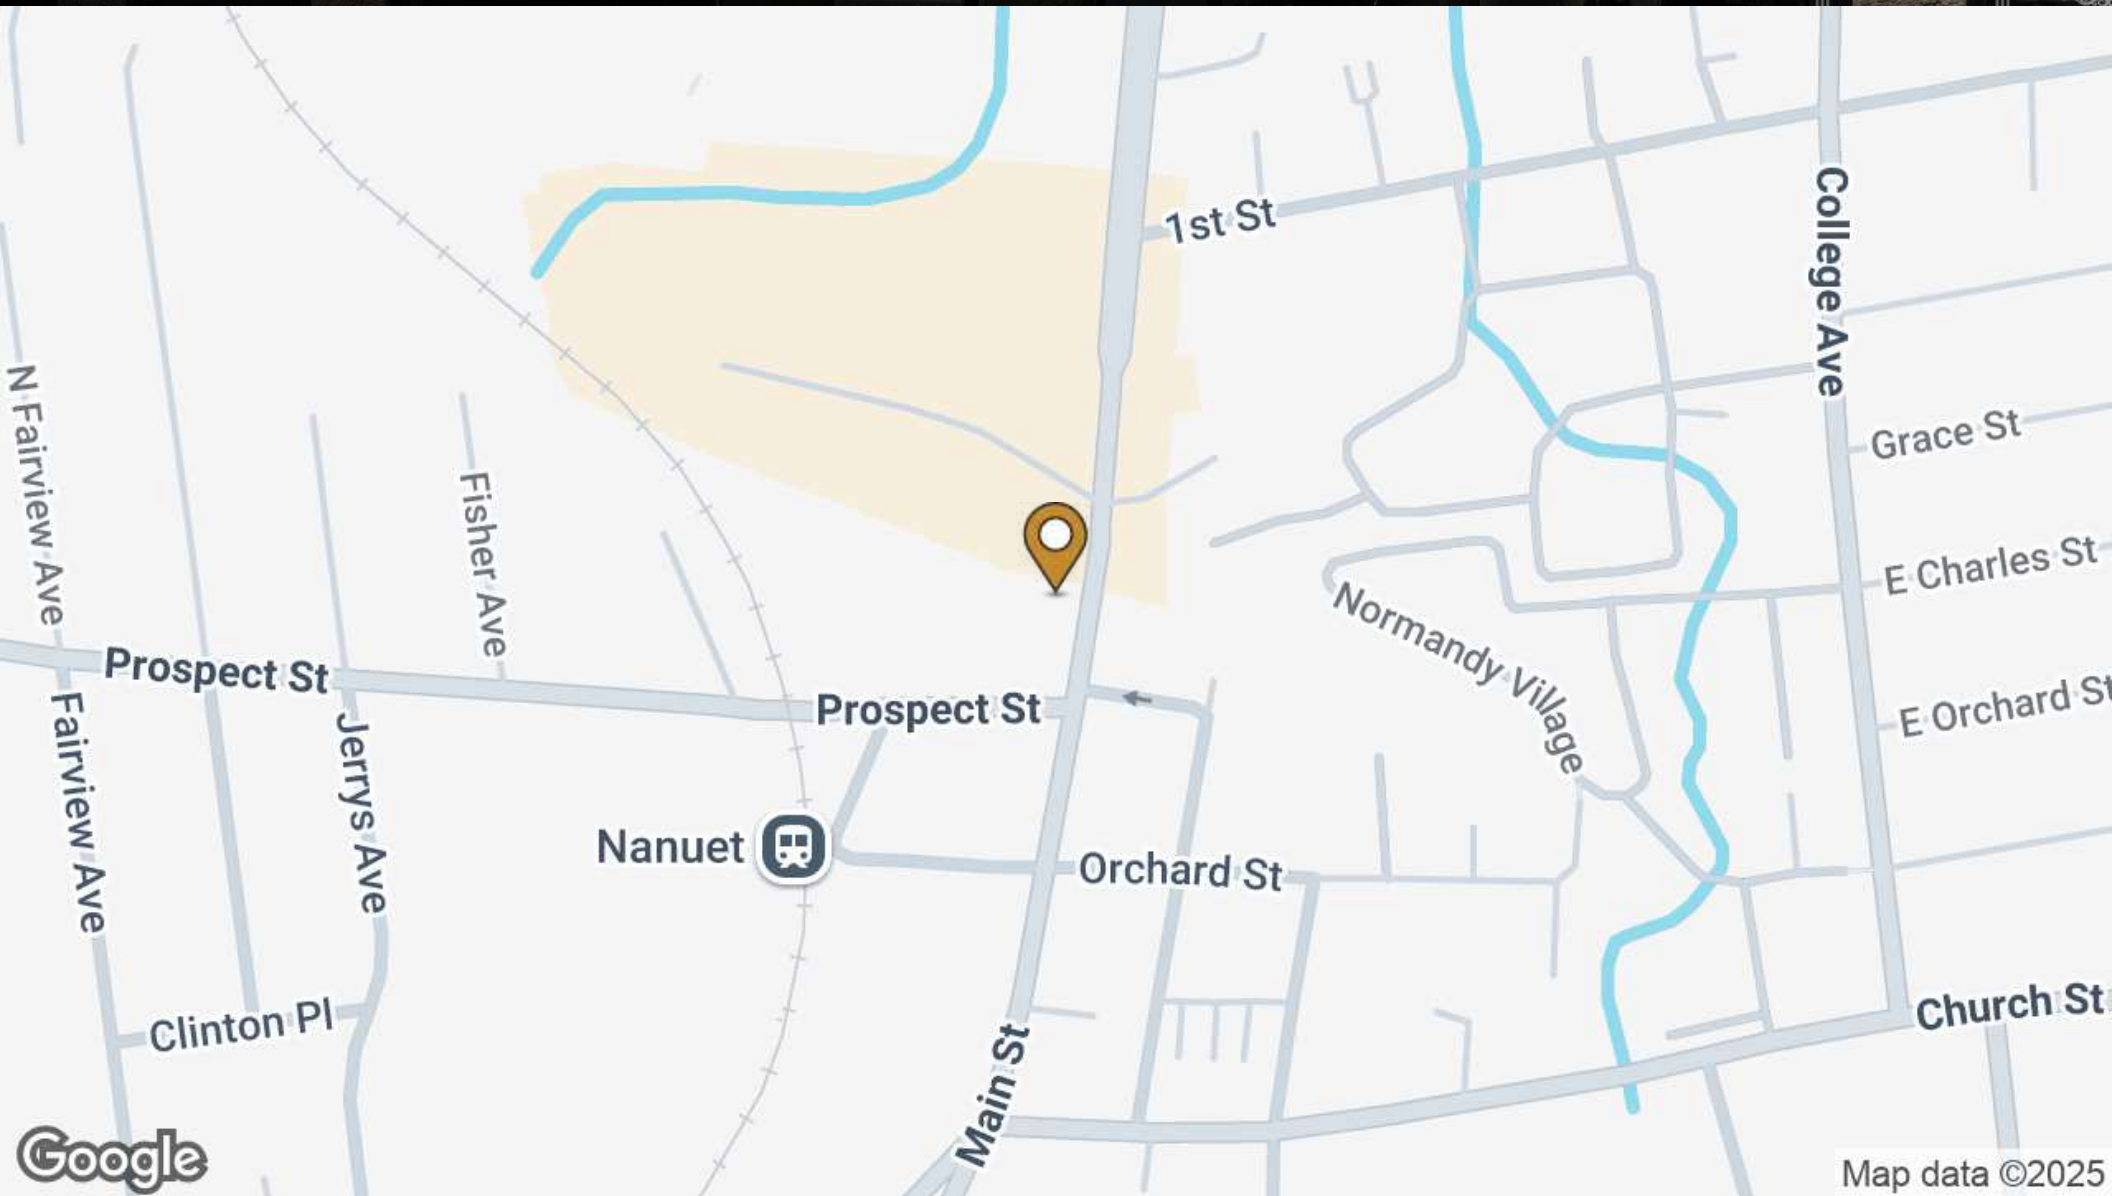 1st St
College Ave
N Fairview Ave
Grace St
Fisher Ave
E Charles St
Normandy Village
Prospect St
Prospect St
E Orchard St
Fairview Ave
Jerrys Ave
Nanuet
Orchard St
Clinton Pl
Church St
Main St
Google
Map data ©2025